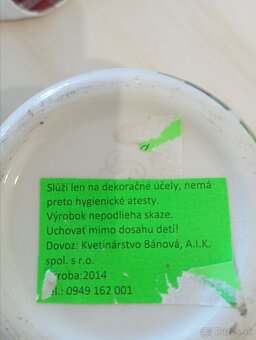 Slúži len na dekoračné účely, nemá
preto hygienické atesty.
Výrobok nepodlieha skaze.
Uchovať mimo dosahu detí!
Dovoz: Kvetinárstvo Bánová, A.I.K.
spol. s r.o.
roba:2014
el.: 0949 162 001